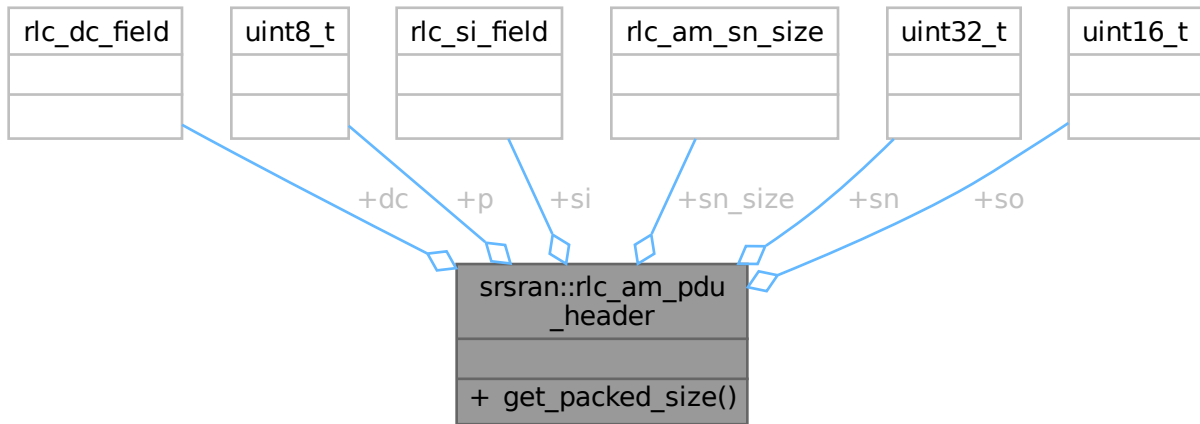 rlc_dc_field
uint8_t
rlc_si_field
rlc_am_sn_size
uint32_t
uint16_t
+dc
+p
+si
+sn_size
+sn
+so
srsran::rlc_am_pdu
_header
+ get_packed_size()